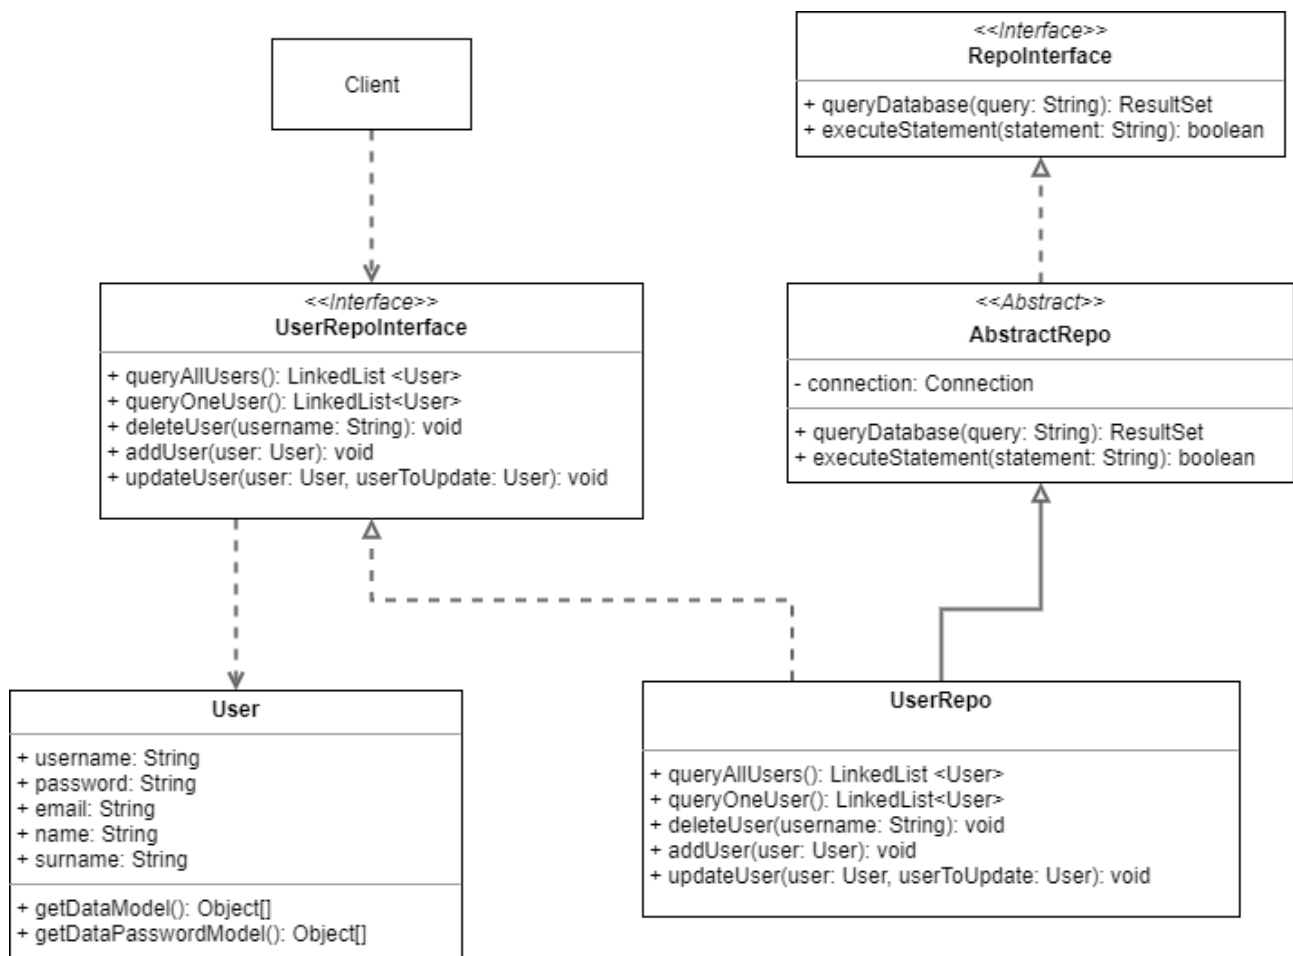 Client
<<Interface>>
RepoInterface
+ queryDatabase(query: String): ResultSet
+ executeStatement(statement: String): boolean
<<Interface>>
UserRepoInterface
+ queryAllUsers(): LinkedList <User>
+ queryOneUser(): LinkedList<User>
+ deleteUser(username: String): void
+ addUser(user: User): void
+ updateUser(user: User, userToUpdate: User): void
<<Abstract>>
AbstractRepo
- connection: Connection
+ queryDatabase(query: String): ResultSet
+ executeStatement(statement: String): boolean
User
+ username: String
+ password: String
+ email: String
+ name: String
+ surname: String
+ getDataModel(): Object[]
+ getDataPasswordModel(): Object[]
UserRepo
+ queryAllUsers(): LinkedList <User>
+ queryOneUser(): LinkedList<User>
+ deleteUser(username: String): void
+ addUser(user: User): void
+ updateUser(user: User, userToUpdate: User): void